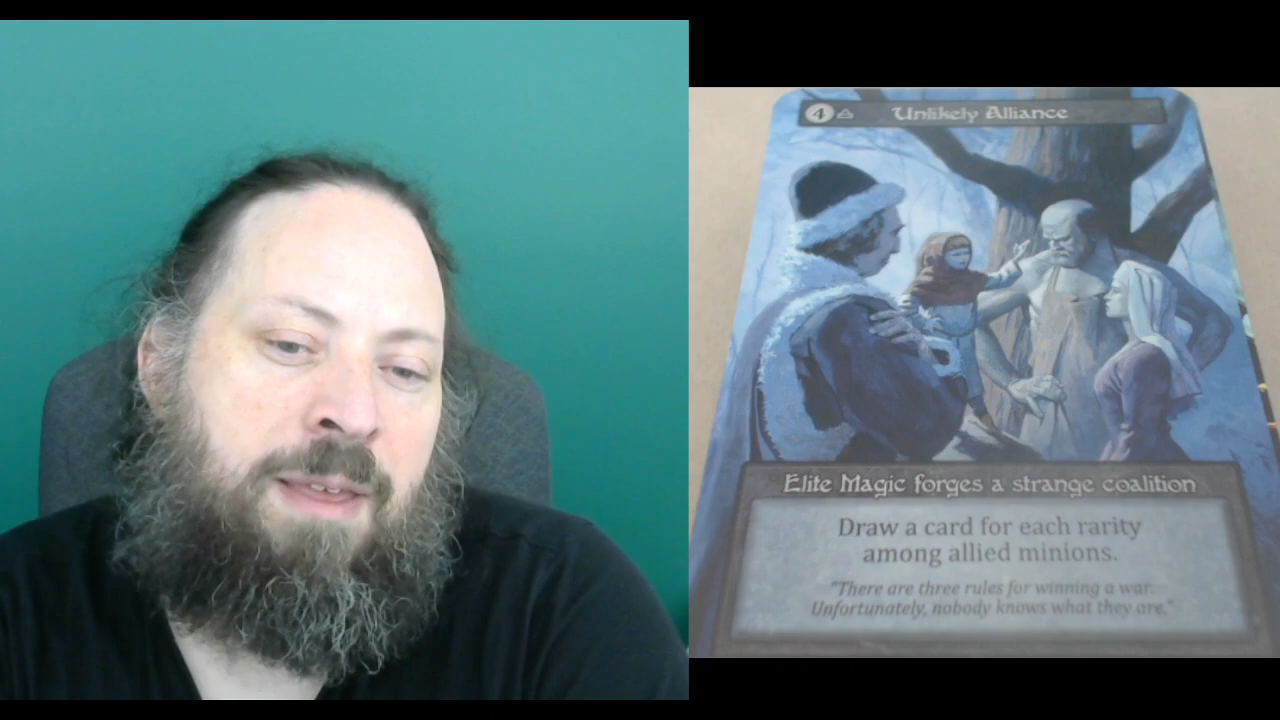 4 Unlikely Alliance
Elite Magic forges a strange coalition
Draw a card for each rarity
among allied minions.
"There are three rules for winning a war.
Unfortunately, nobody knows what they are."